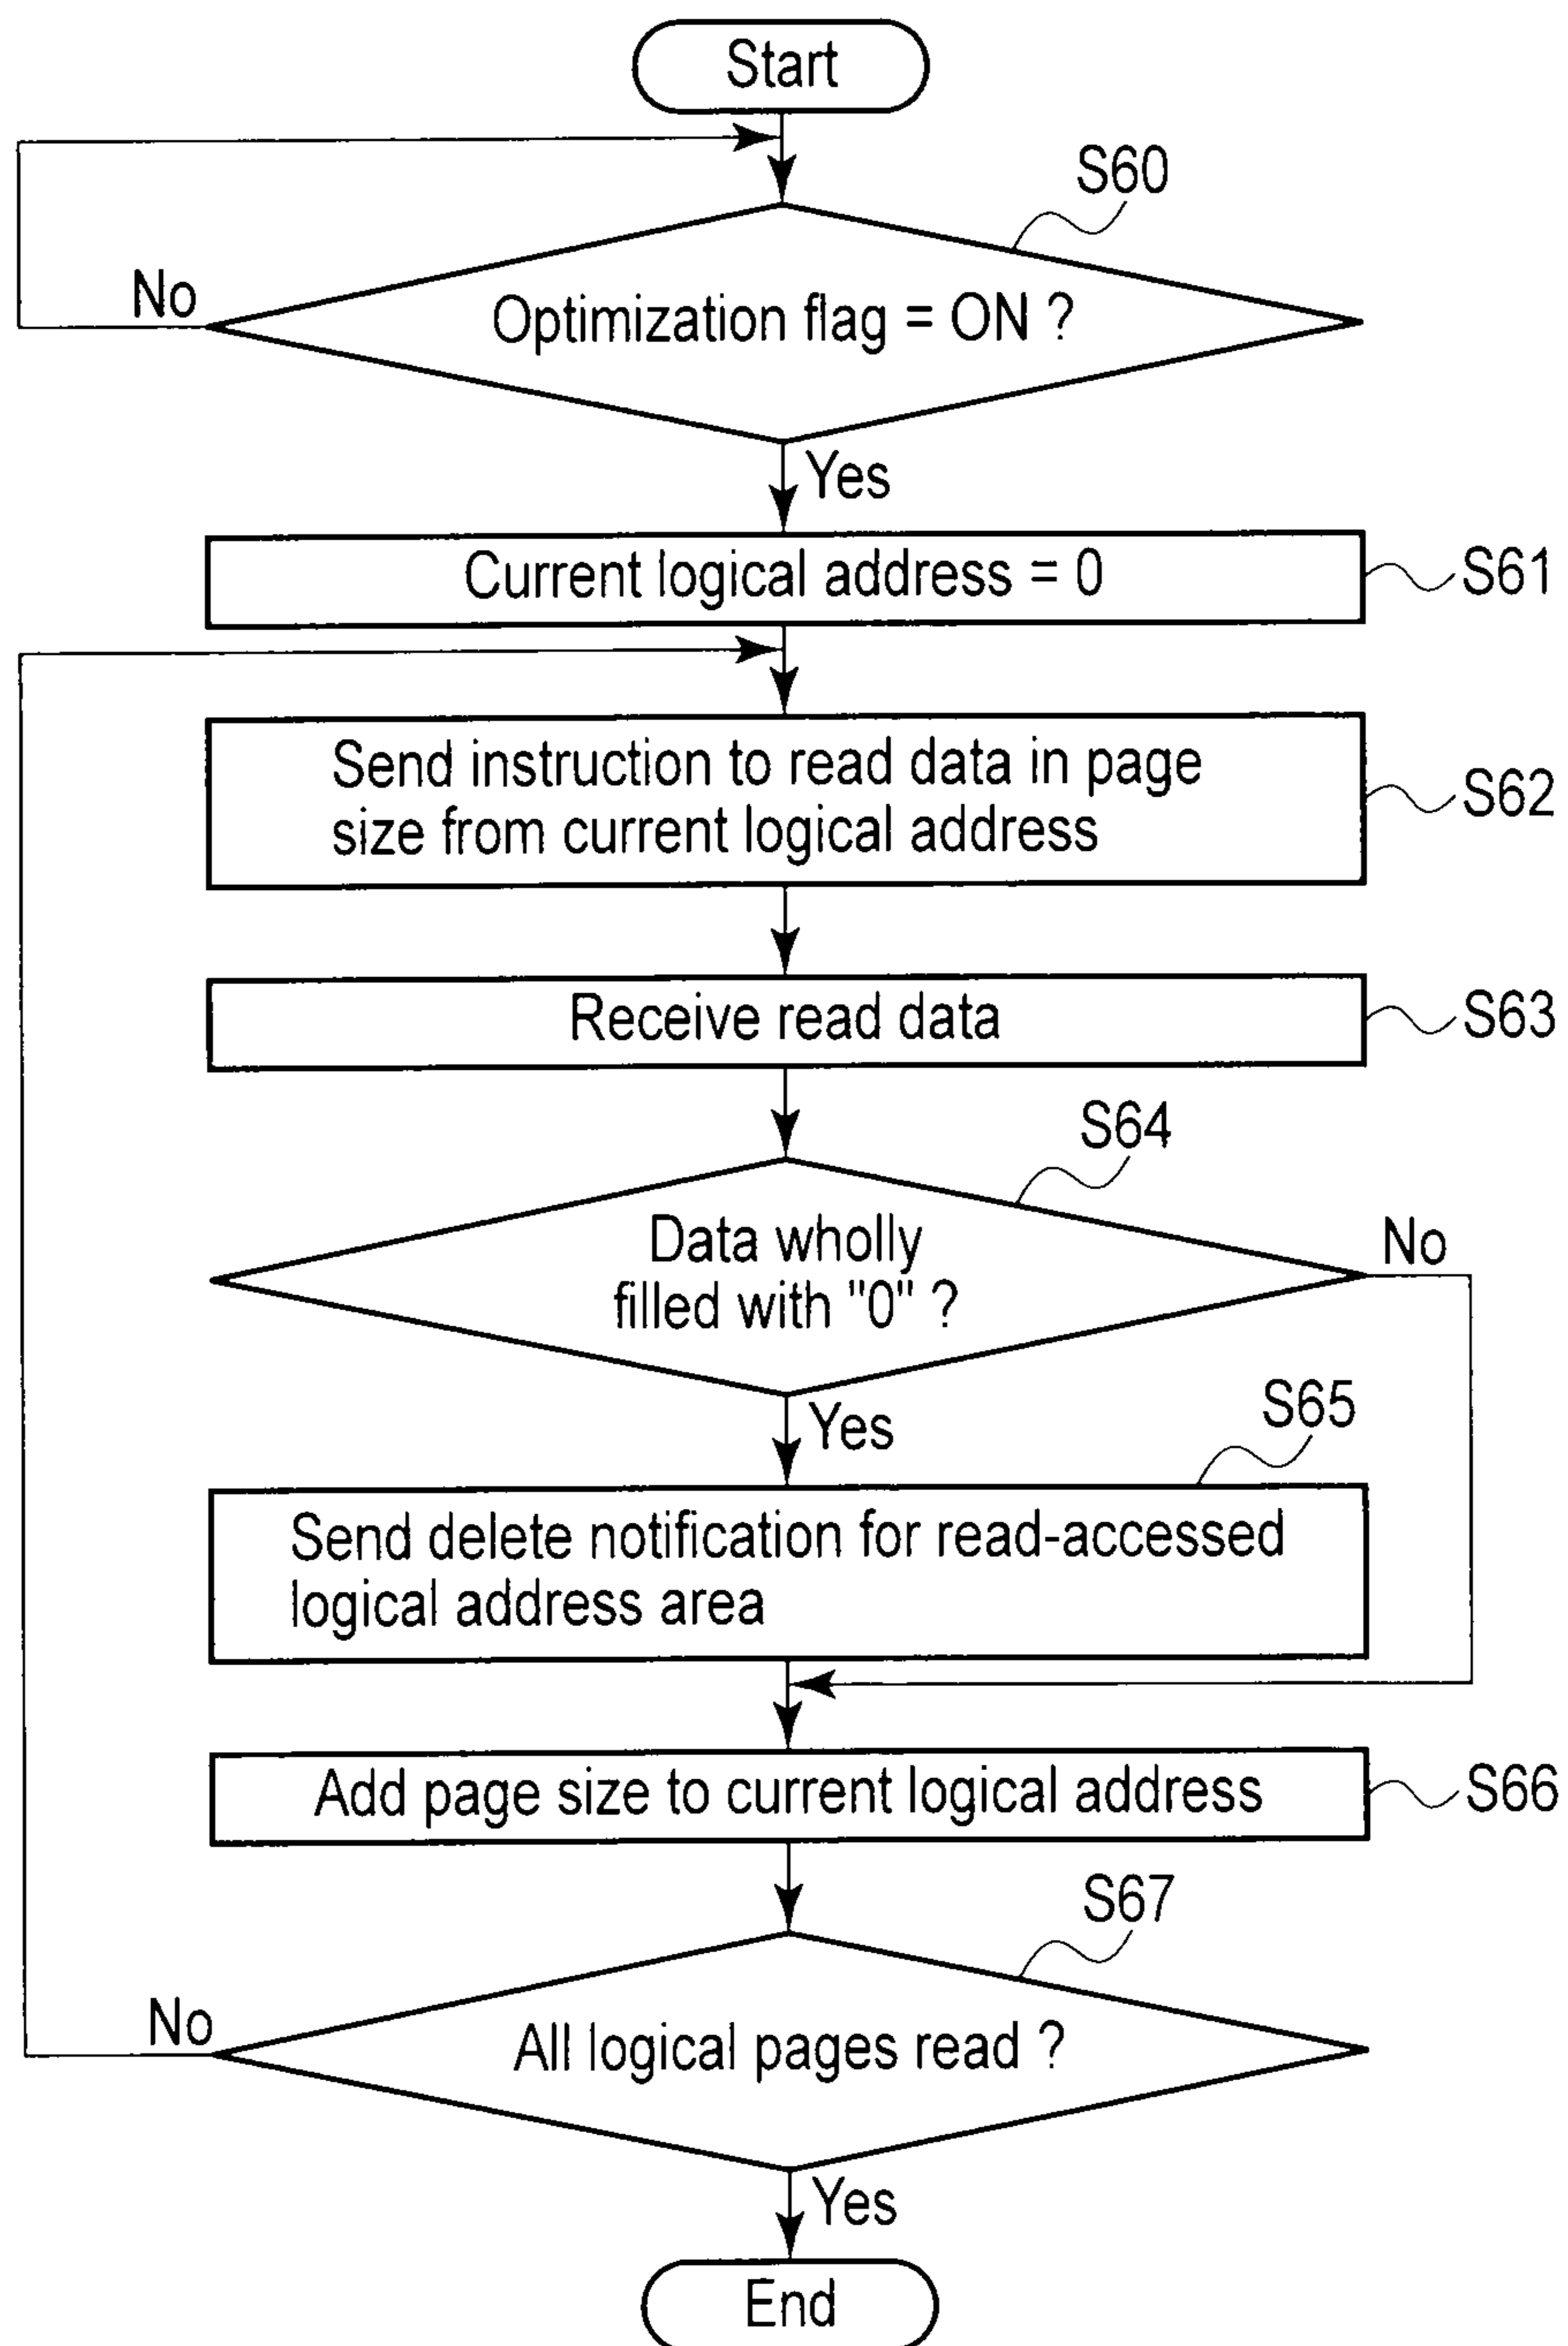 Start
S60
No
Optimization flag = ON ?
Yes
Current logical address = 0
S61
Send instruction to read data in page
size from current logical address
S62
Receive read data
S63
S64
Data wholly
filled with "0" ?
No
Yes
S65
Send delete notification for read-accessed
logical address area
Add page size to current logical address
S66
S67
No
All logical pages read ?
Yes
End